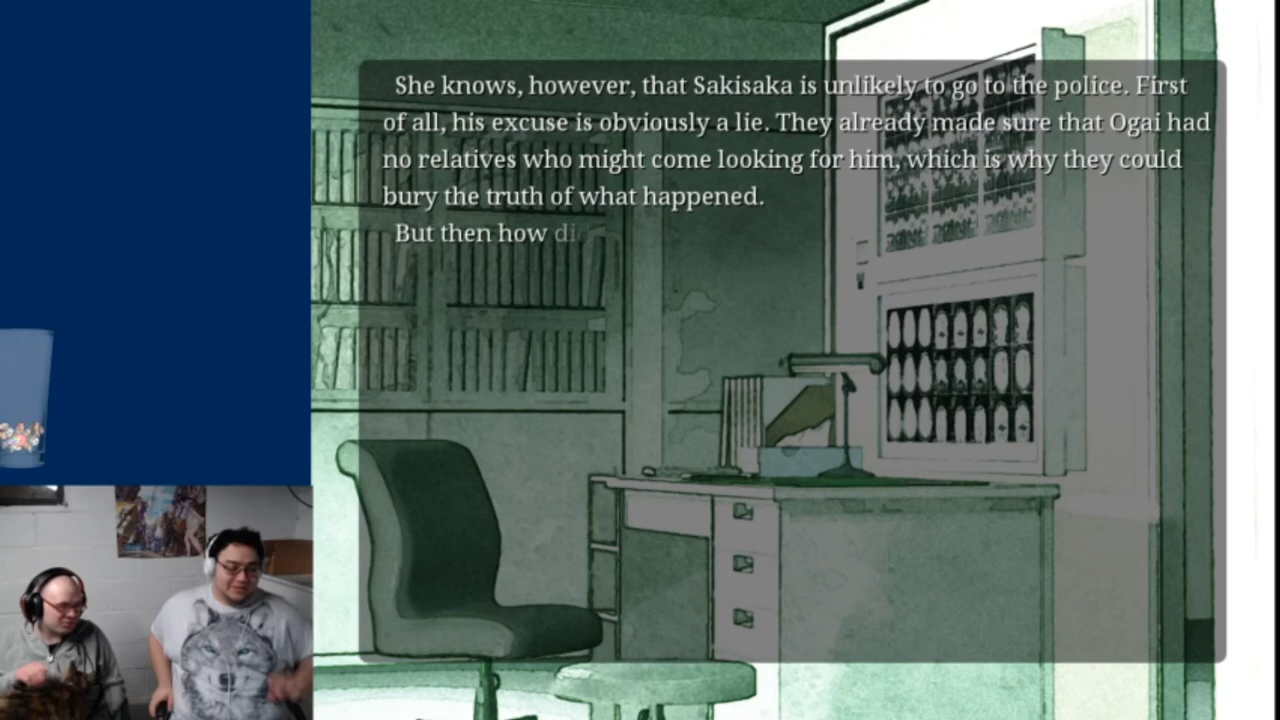 She knows, however, that Sakisaka is unlikely to go to the police. First
of all, his excuse is obviously a lie. They already made sure that Ogai had
no relatives who might come looking for him, which is why they could
bury the truth of what happened.
But then how di